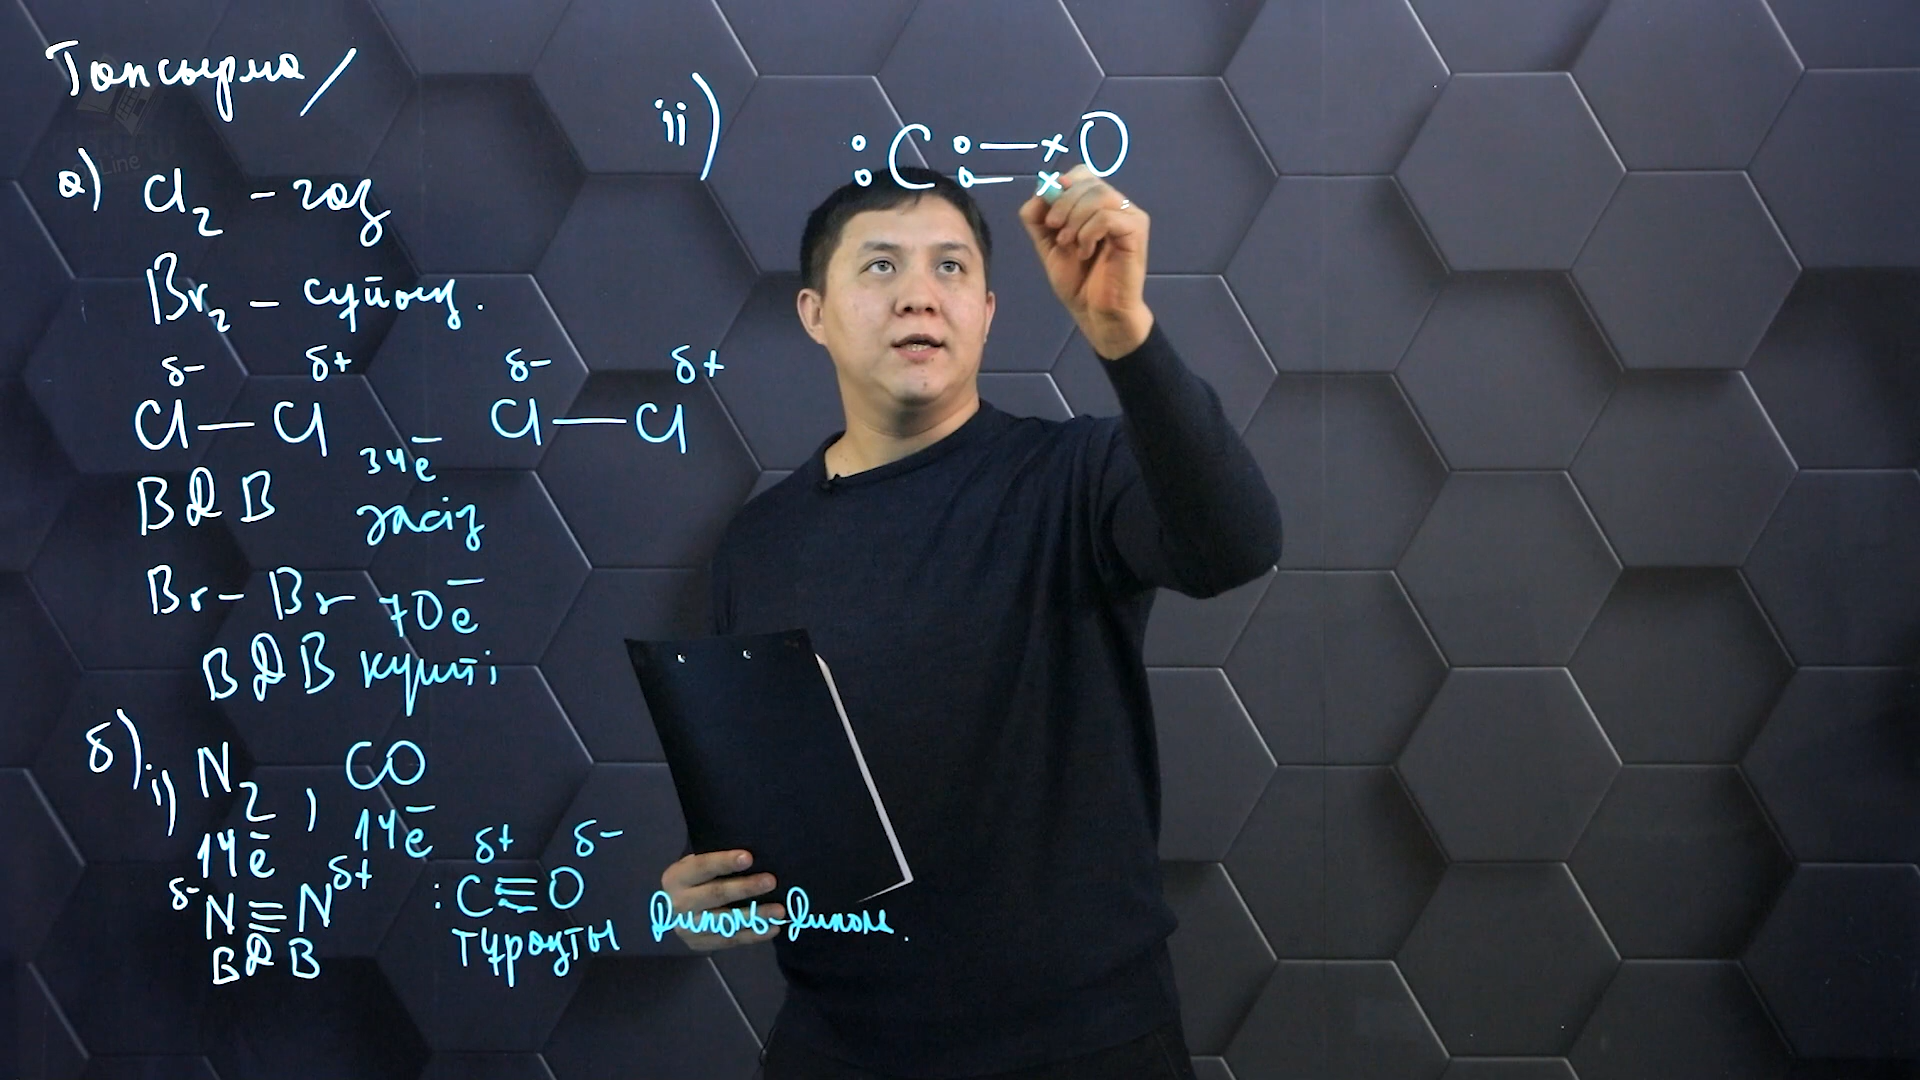 Тапсырма/
а) Cl2 - газ
Br2 - сұйық.
δ- δ+ δ- δ+
Cl — Cl Cl — Cl
34e̅
ВДВ әлсіз
Br - Br 70e̅
ВДВ күшті
б) i) N2, CO
14e̅ 14e̅
δ- δ+ δ+ δ-
N≡N :C≡O
ВДВ тұрақты Диполь-Диполь.
ii) C O
Line